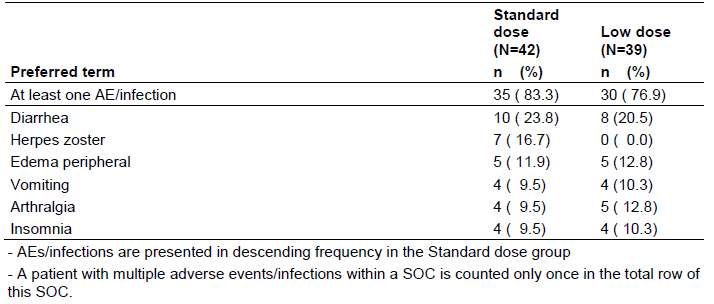 Standard dose (N=42) Low dose (N=39)
Preferred term n (%) n (%)
At least one AE/infection 35 ( 83.3) 30 ( 76.9)
Diarrhea 10 ( 23.8) 8 (20.5)
Herpes zoster 7 ( 16.7) 0 ( 0.0)
Edema peripheral 5 ( 11.9) 5 (12.8)
Vomiting 4 ( 9.5) 4 (10.3)
Arthralgia 4 ( 9.5) 5 (12.8)
Insomnia 4 ( 9.5) 4 (10.3)
- AEs/infections are presented in descending frequency in the Standard dose group
- A patient with multiple adverse events/infections within a SOC is counted only once in the total row of
this SOC.